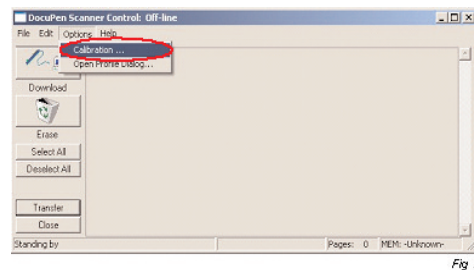 DocuPen Scanner Control: Off-line
File Edit Options Help
Calibration ...
Open Profile Dialog...
Download
Erase
Select All
Deselect All
Transfer
Close
Standing by Pages: 0 MEM: -Unknown-
Fig